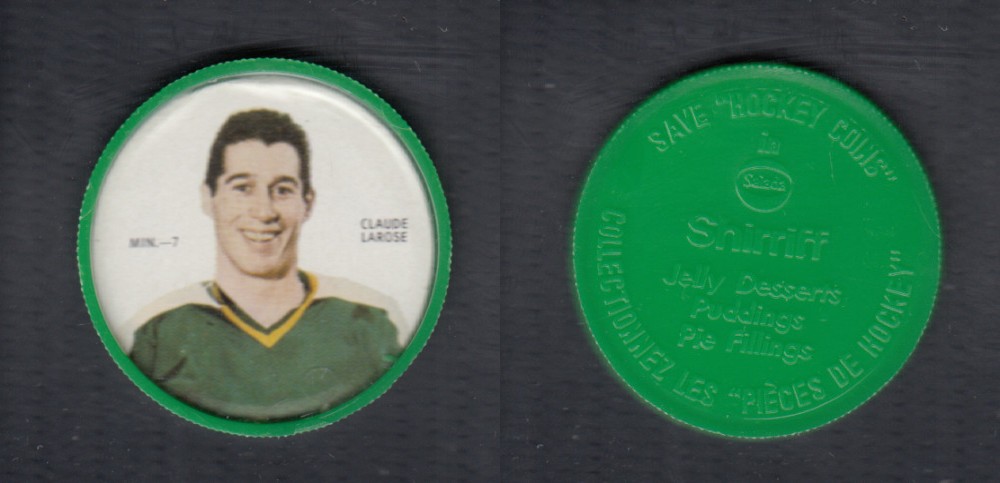 MIN.—7
CLAUDE
LAROSE
SAVE "HOCKEY COINS"
in
Salada
Shirriff
Jelly Desserts
Puddings
Pie Fillings
COLLECTIONNEZ LES "PIÈCES DE HOCKEY"